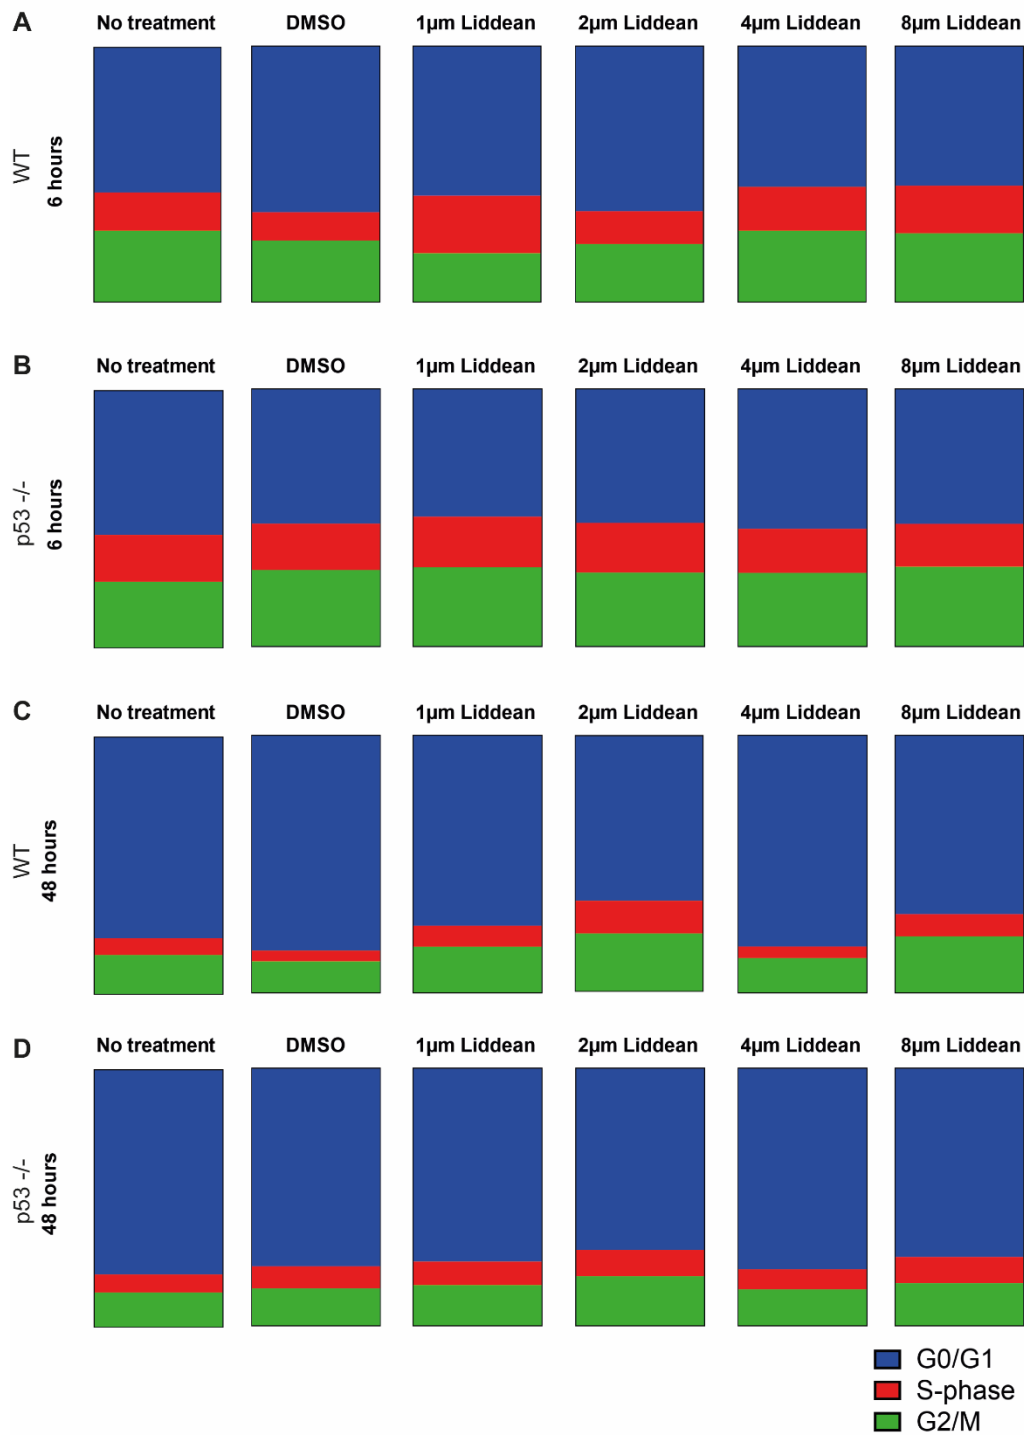 A
No treatment DMSO 1µm Liddean 2µm Liddean 4µm Liddean 8µm Liddean
WT
6 hours
B
No treatment DMSO 1µm Liddean 2µm Liddean 4µm Liddean 8µm Liddean
p53 -/-
6 hours
C
No treatment DMSO 1µm Liddean 2µm Liddean 4µm Liddean 8µm Liddean
WT
48 hours
D
No treatment DMSO 1µm Liddean 2µm Liddean 4µm Liddean 8µm Liddean
p53 -/-
48 hours
G0/G1
S-phase
G2/M